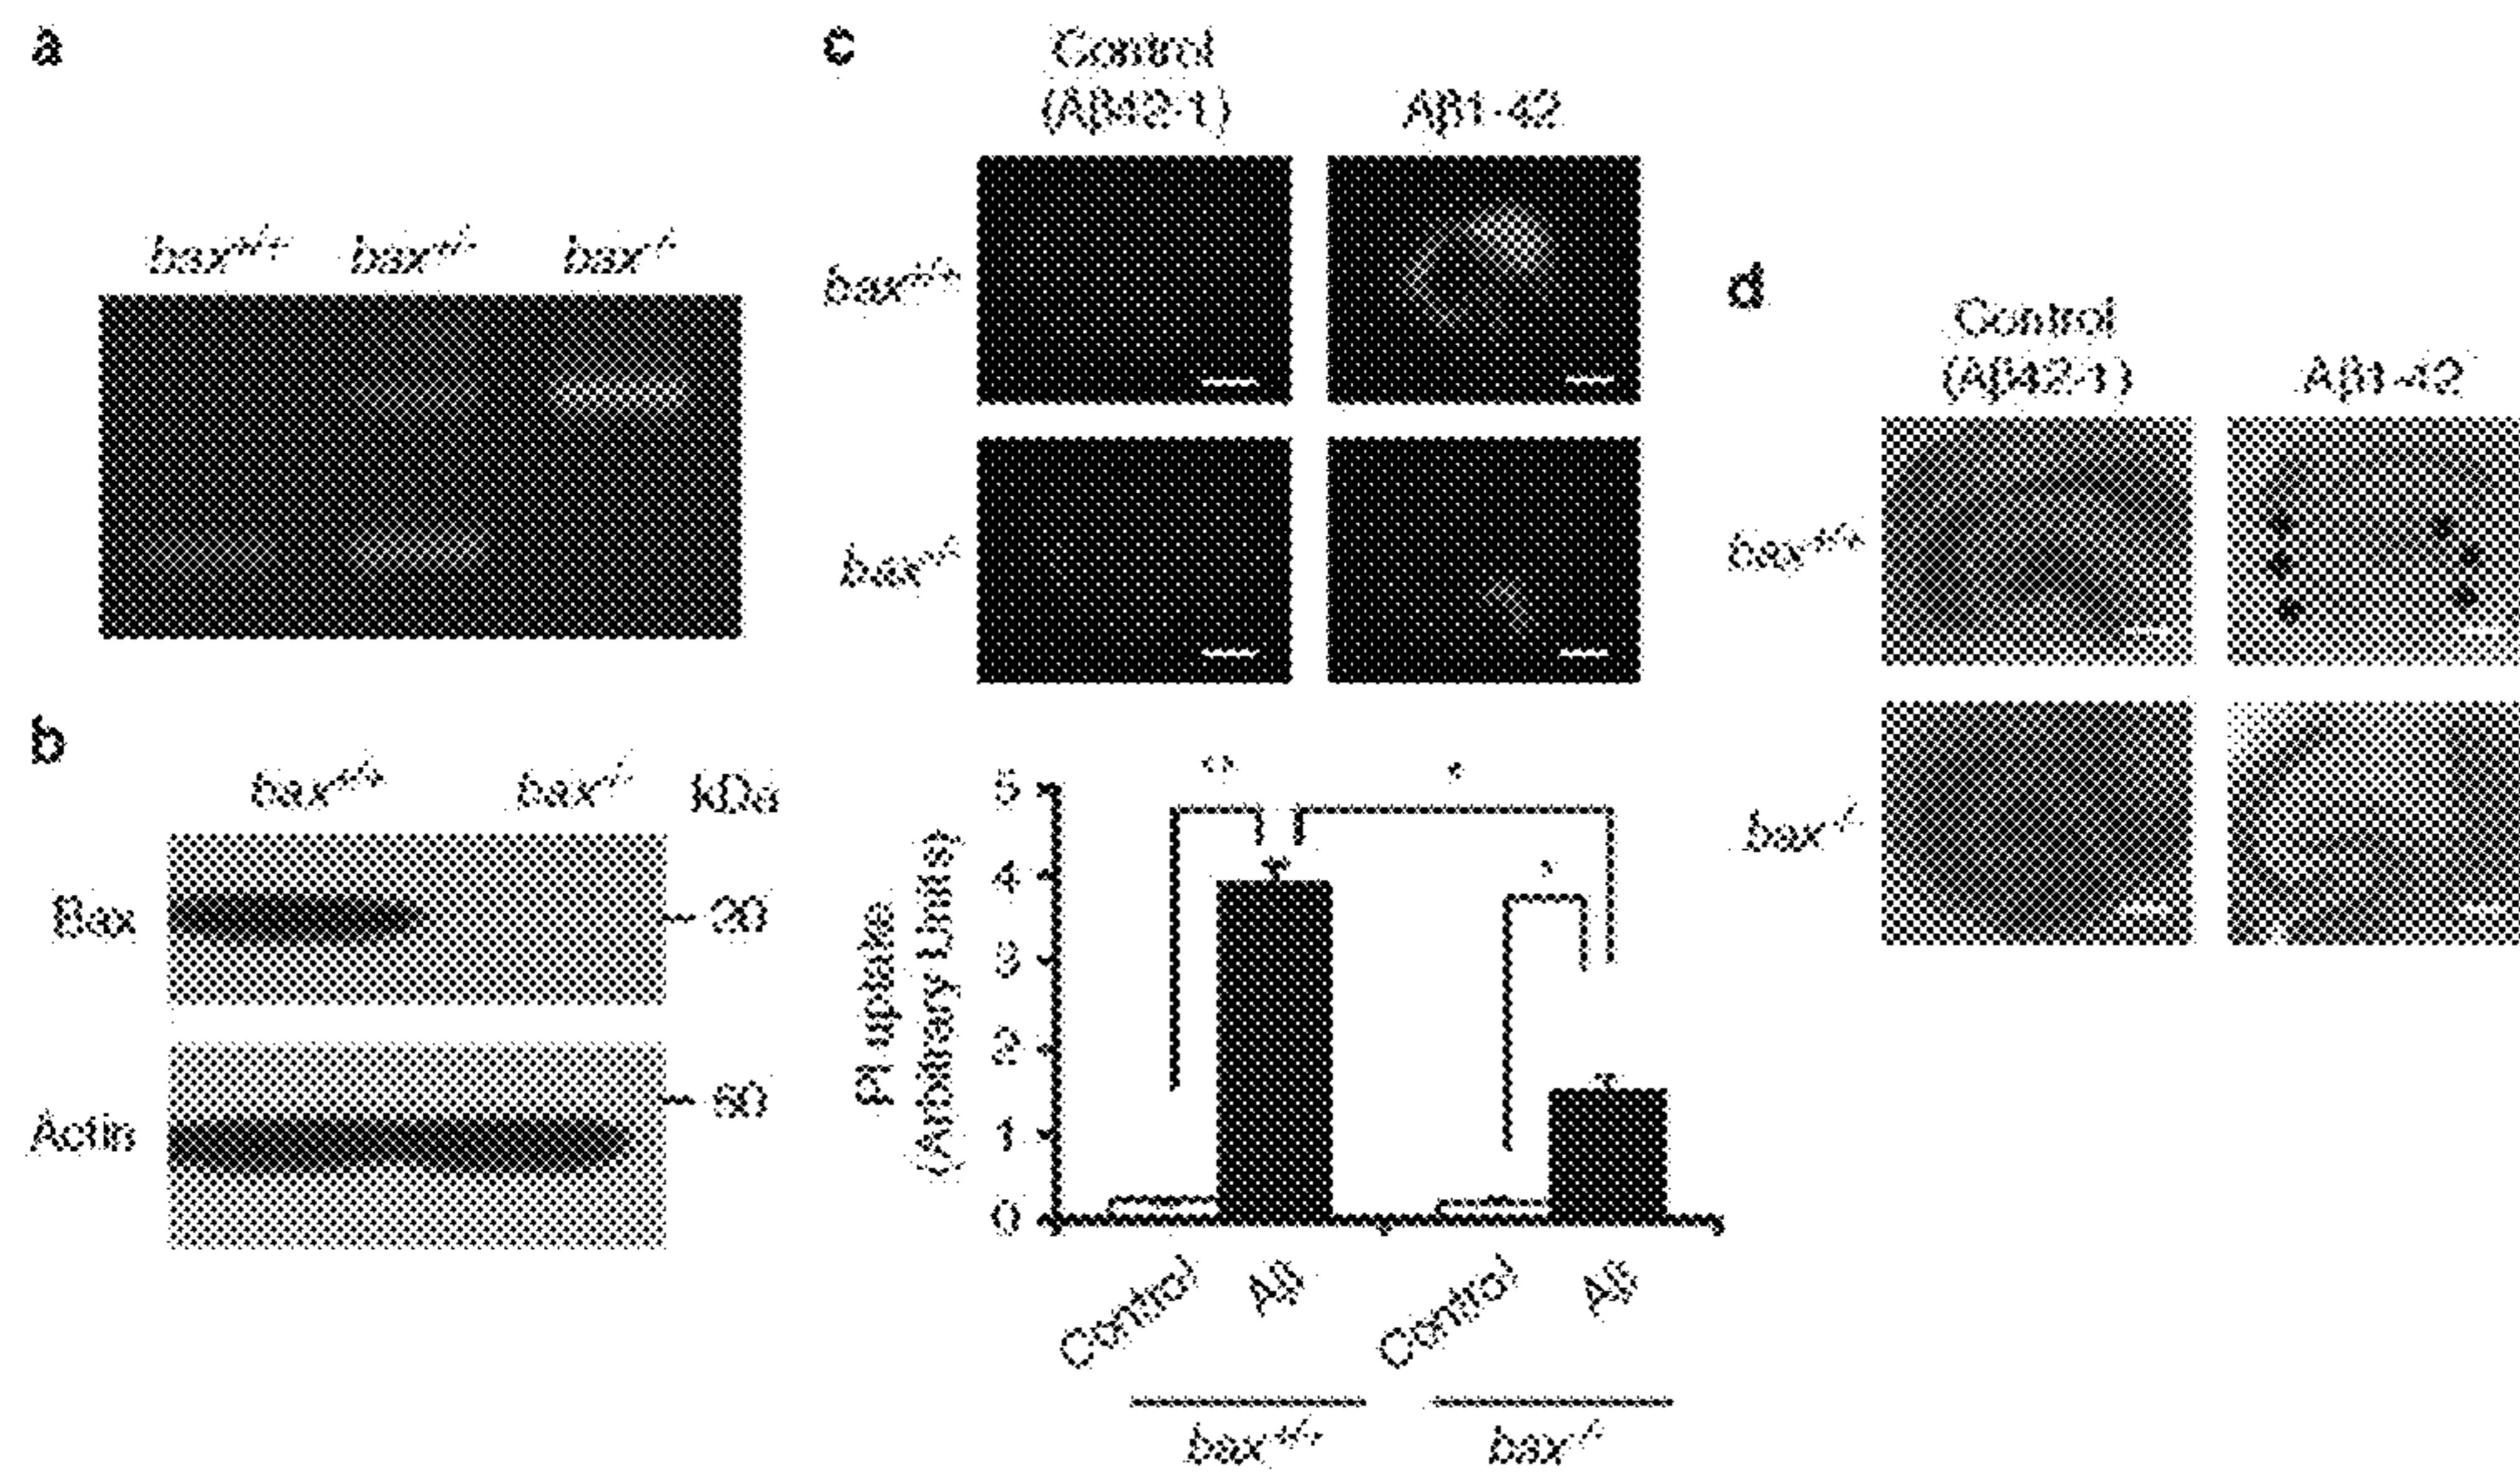 a
bax+/+ bax+/- bax-/-
b
bax+/+ bax-/- kDa
Bax
20
Actin
50
c
Control
(Aβ42-1) Aβ1-42
bax+/+
bax-/-
5
4
3
2
1
0
PI uptake
(Arbitrary Units)
Control Aβ Control Aβ
bax+/+ bax-/-
d
Control
(Aβ42-1) Aβ1-42
bax+/+
bax-/-